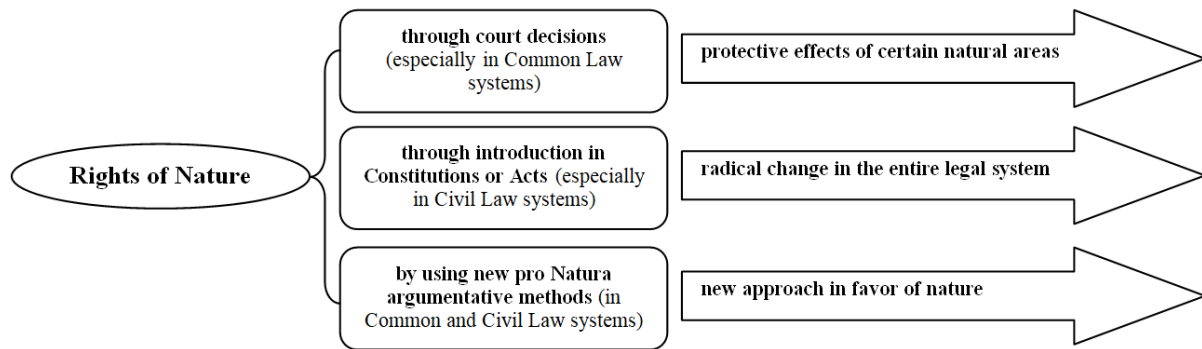 through court decisions
(especially in Common Law
systems)
protective effects of certain natural areas
Rights of Nature
through introduction in
Constitutions or Acts (especially
in Civil Law systems)
radical change in the entire legal system
by using new pro Natura
argumentative methods (in
Common and Civil Law systems)
new approach in favor of nature